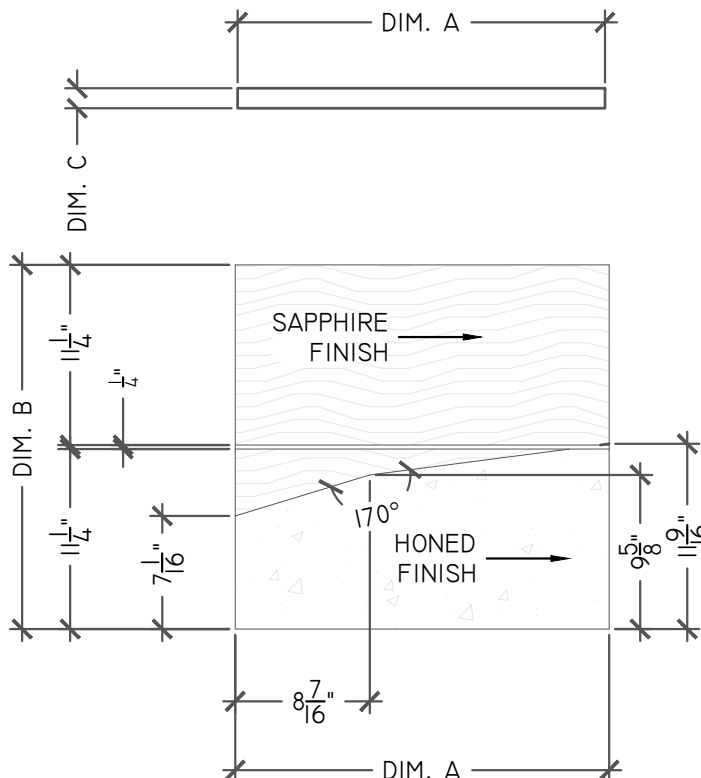 DIM. A
DIM. C
SAPPHIRE
FINISH
11 1/4"
1/4"
DIM. B
11 1/4"
7 1/16"
170°
HONED
FINISH
9 5/8"
11 9/16"
8 7/16"
DIM. A